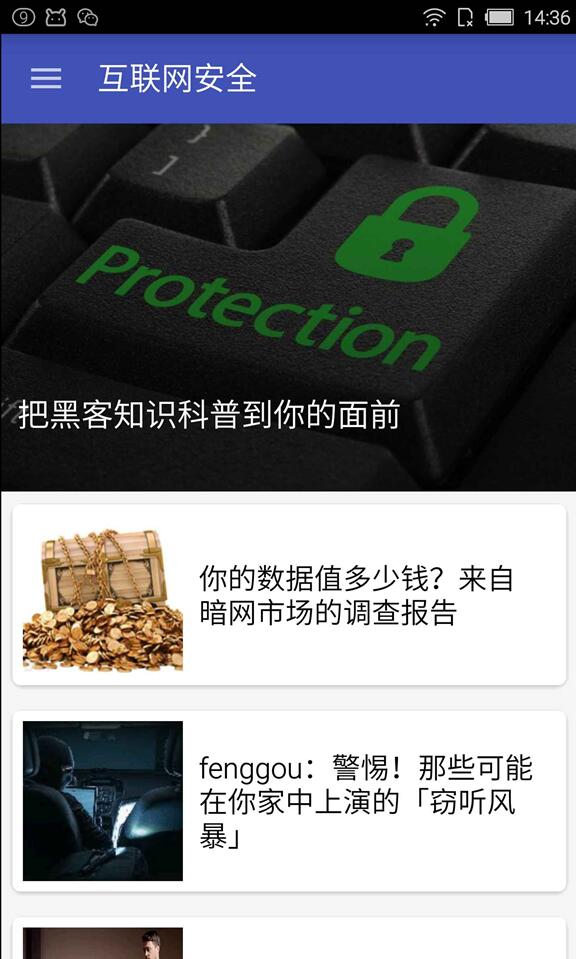 9
14:36
互联网安全
}
]
Protection
把黑客知识科普到你的面前
你的数据值多少钱？来自
暗网市场的调查报告
fenggou：警惕！那些可能
在你家中上演的「窃听风
暴」